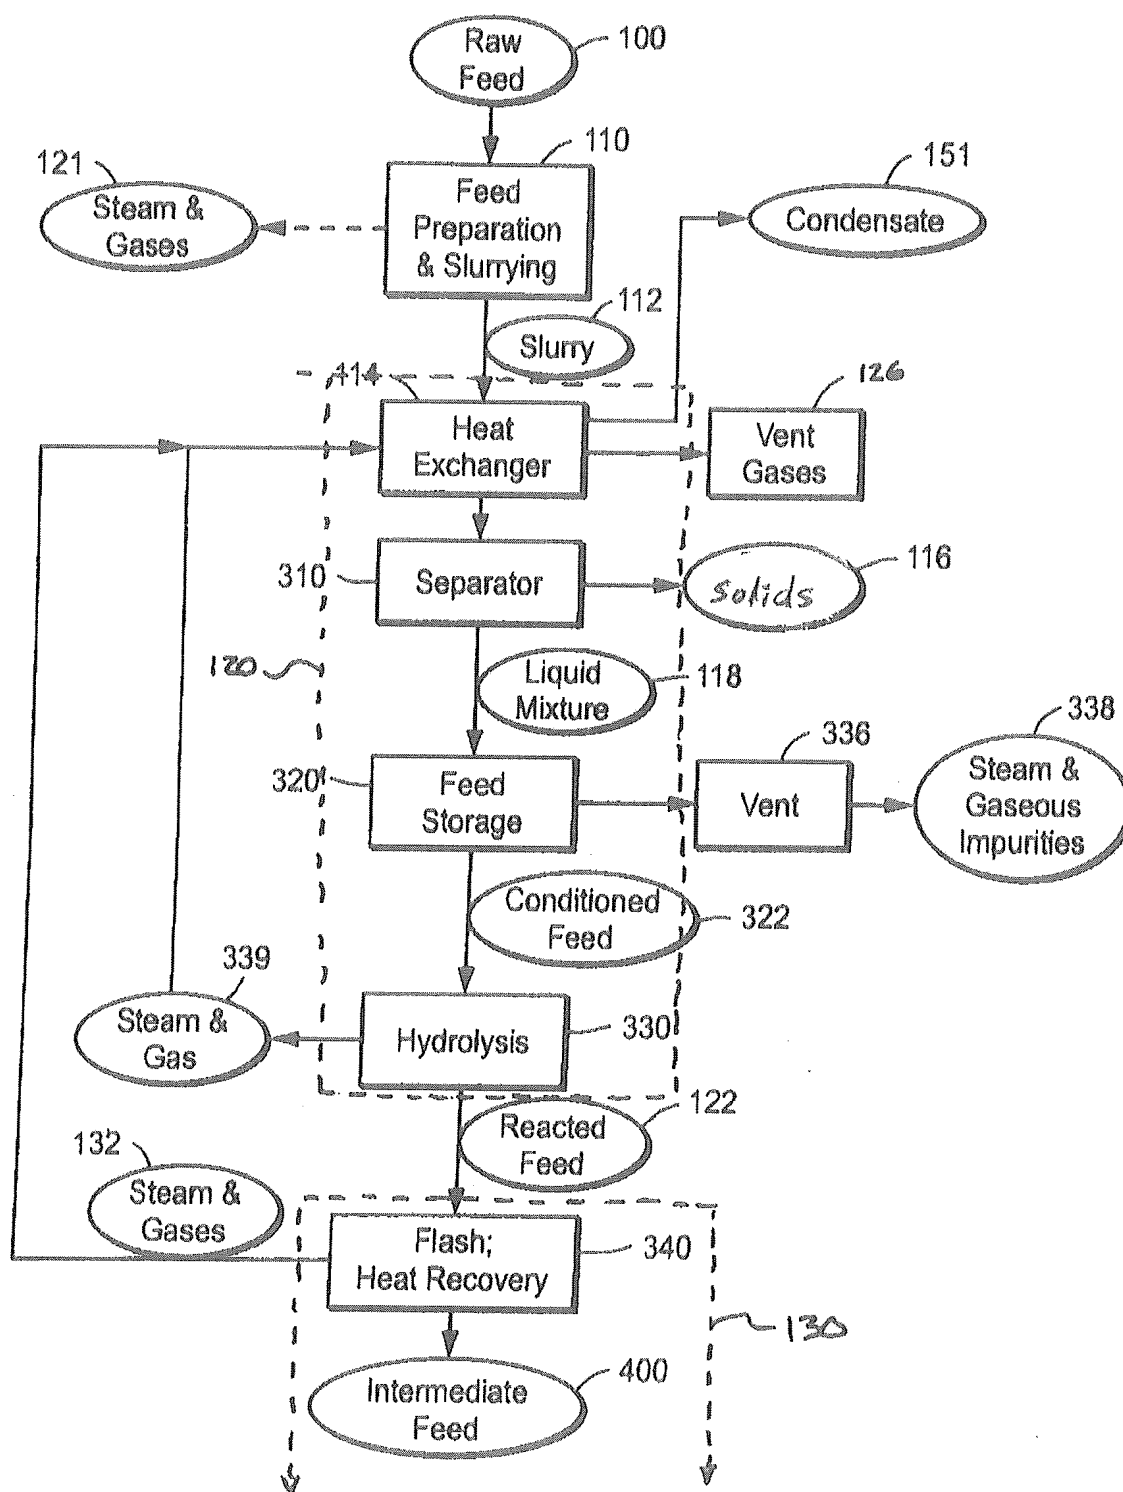 Raw
Feed
100
110
121
Steam &
Gases
Feed
Preparation
& Slurrying
151
Condensate
112
Slurry
414
Heat
Exchanger
126
Vent
Gases
310
Separator
116
Solids
120
Liquid
Mixture
118
320
Feed
Storage
336
Vent
338
Steam &
Gaseous
Impurities
Conditioned
Feed
322
339
Steam &
Gas
Hydrolysis
330
122
Reacted
Feed
132
Steam &
Gases
Flash;
Heat Recovery
340
130
Intermediate
Feed
400